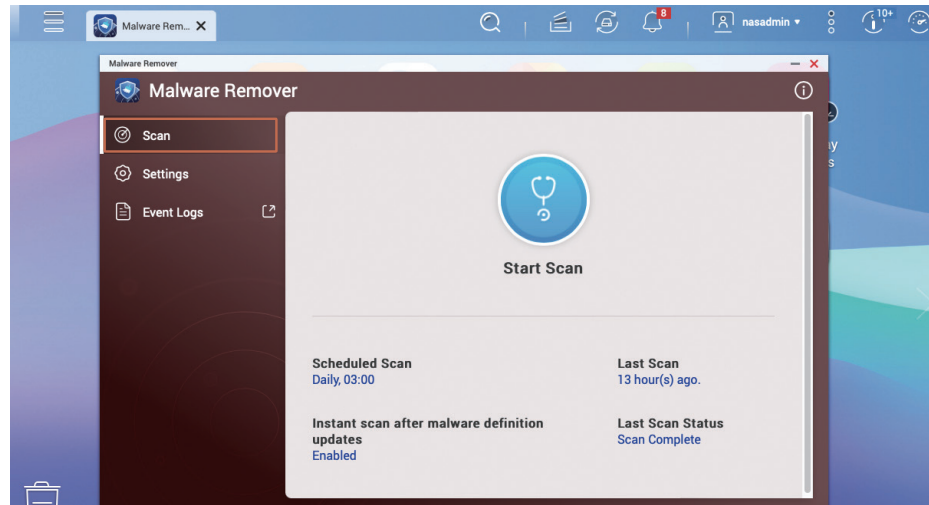 Malware Rem...
8
nasadmin
10+
Malware Remover
Malware Remover
Scan
Settings
Event Logs
Start Scan
Scheduled Scan
Daily, 03:00
Last Scan
13 hour(s) ago.
Instant scan after malware definition
updates
Enabled
Last Scan Status
Scan Complete